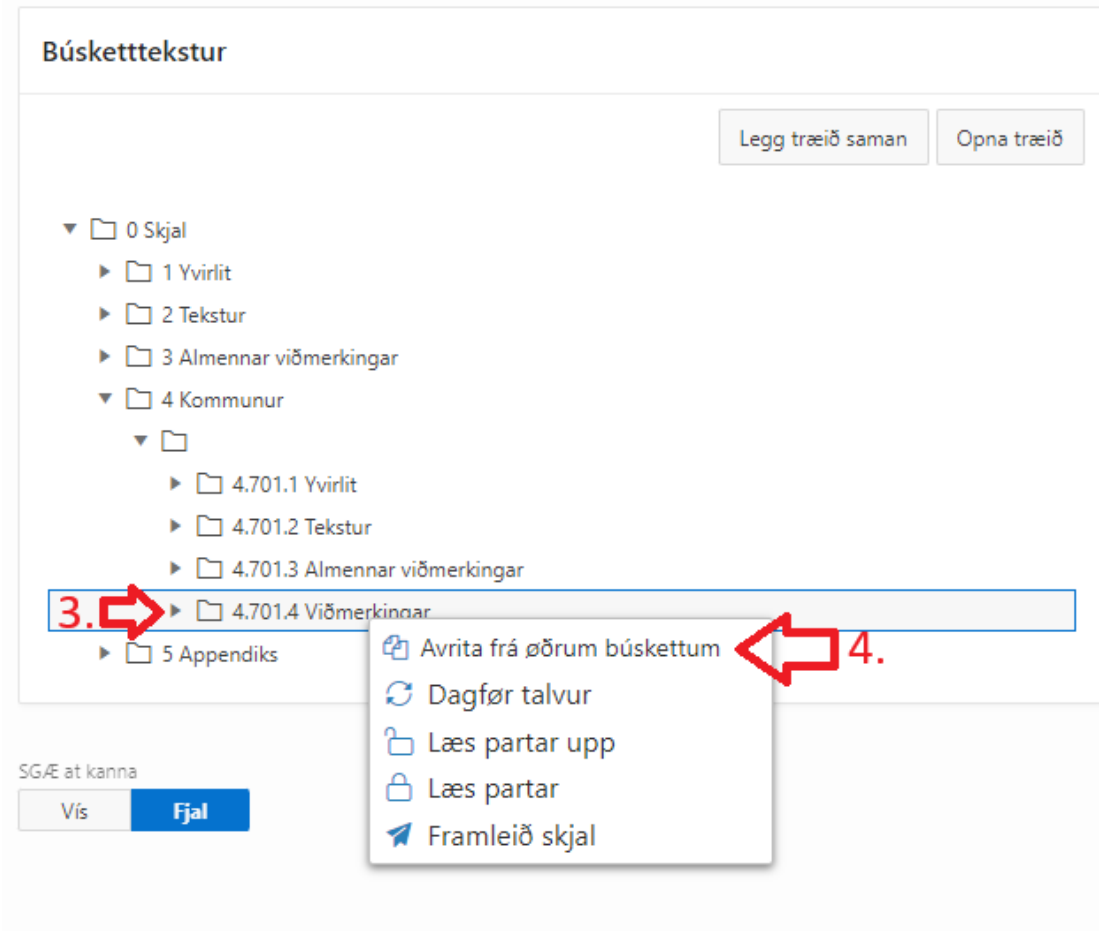 Búsketttekstur
Legg træið saman
Opna træið
0 Skjal
1 Yvirlit
2 Tekstur
3 Almennar viðmerkingar
4 Kommunur
4.701.1 Yvirlit
4.701.2 Tekstur
4.701.3 Almennar viðmerkingar
3.
4.701.4 Viðmerkingar
5 Appendiks
Avrita frá øðrum búskettum
4.
Dagfør talvur
Læs partar upp
Læs partar
Framleið skjal
SGÆ at kanna
Vís
Fjal